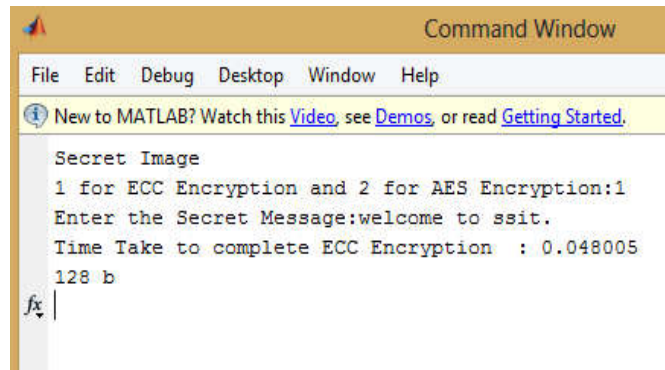 Command Window
File Edit Debug Desktop Window Help
New to MATLAB? Watch this Video, see Demos, or read Getting Started.
Secret Image
1 for ECC Encryption and 2 for AES Encryption:1
Enter the Secret Message:welcome to ssit.
Time Take to complete ECC Encryption  : 0.048005
128 b
fx